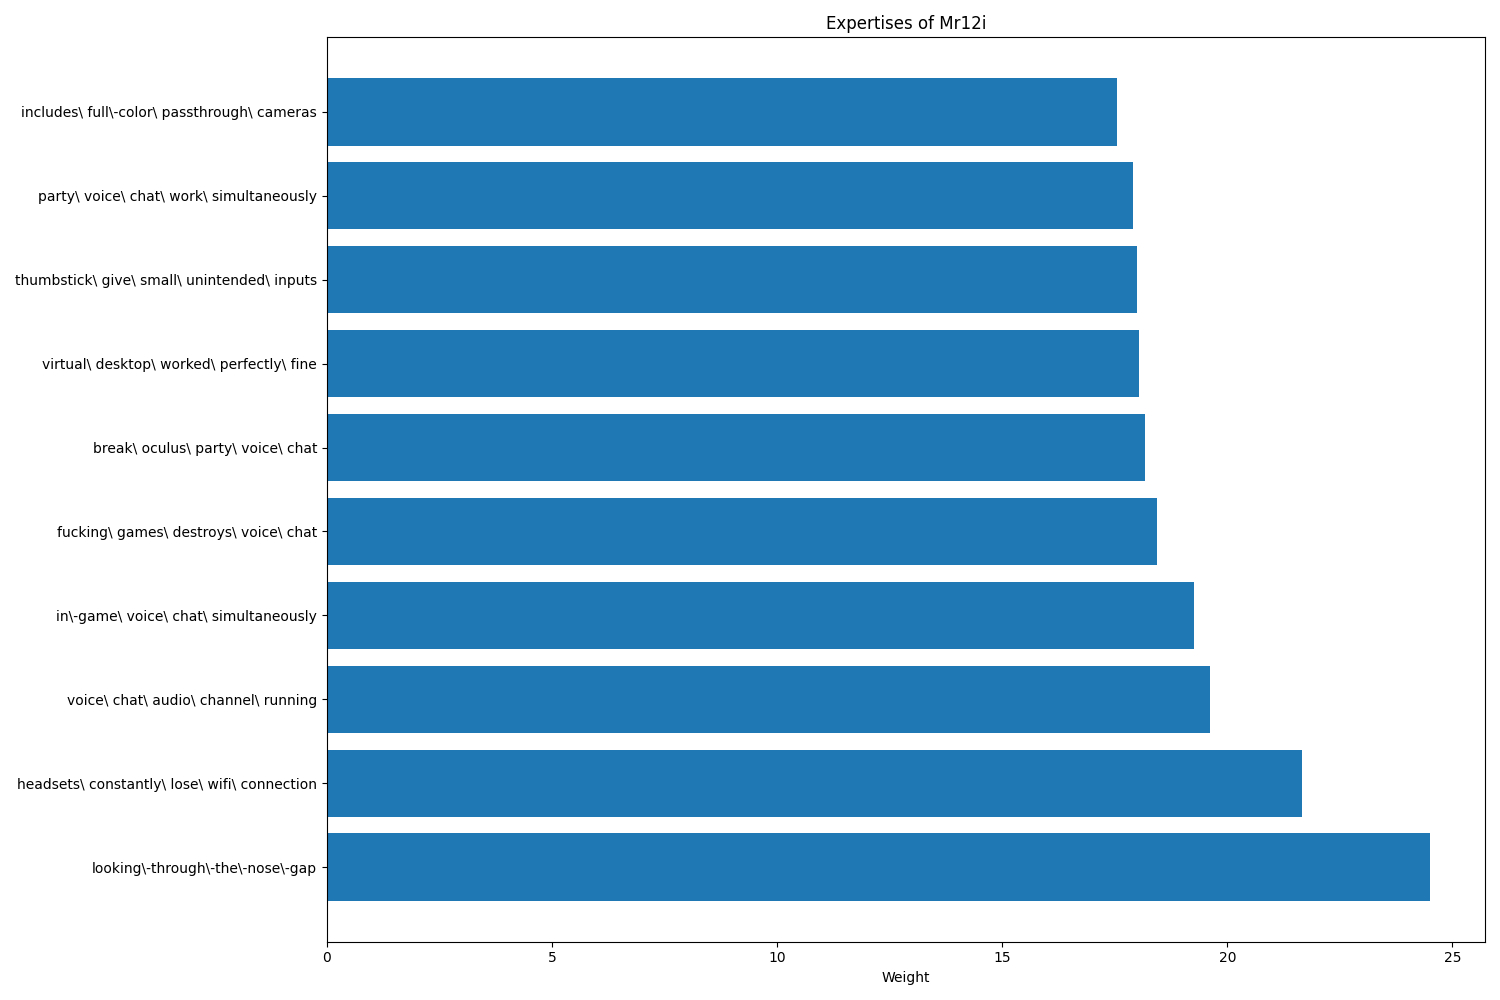 Expertises of Mr12i
includes\ full\-color\ passthrough\ cameras
party\ voice\ chat\ work\ simultaneously
thumbstick\ give\ small\ unintended\ inputs
virtual\ desktop\ worked\ perfectly\ fine
break\ oculus\ party\ voice\ chat
fucking\ games\ destroys\ voice\ chat
in\-game\ voice\ chat\ simultaneously
voice\ chat\ audio\ channel\ running
headsets\ constantly\ lose\ wifi\ connection
looking\-through\-the\-nose\-gap
0 5 10 15 20 25
Weight